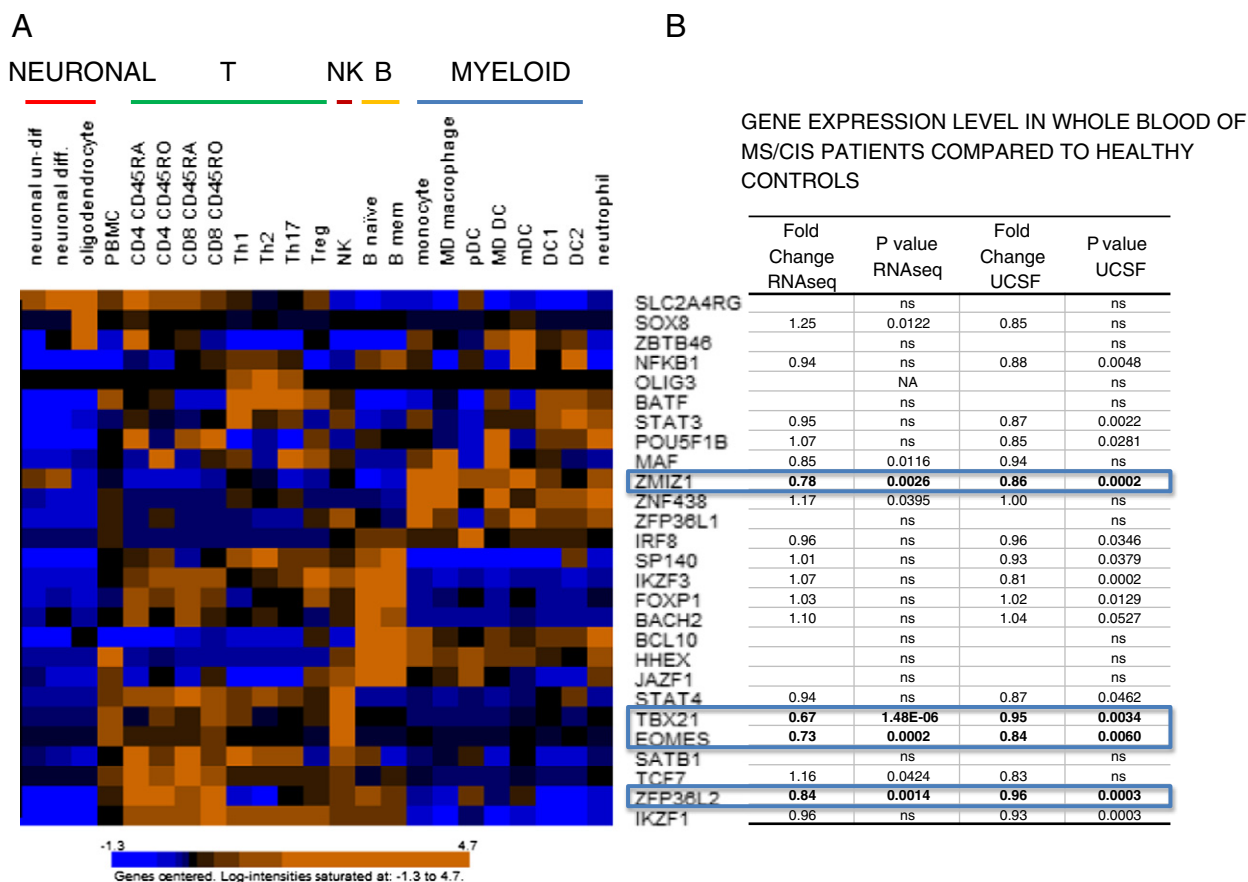 A
B
NEURONAL T NK B MYELOID
neuronal un-dif
neuronal diff.
oligodendrocyte
PBMC
CD4 CD45RA
CD4 CD45RO
CD8 CD45RA
CD8 CD45RO
Th1
Th2
Th17
Treg
NK
B naïve
B mem
monocyte
MD macrophage
pDC
MD DC
mDC
DC1
DC2
neutrophil
GENE EXPRESSION LEVEL IN WHOLE BLOOD OF
MS/CIS PATIENTS COMPARED TO HEALTHY
CONTROLS
Fold Change RNAseq
P value RNAseq
Fold Change UCSF
P value UCSF
SLC2A4RG ns ns
SOX8 1.25 0.0122 0.85 ns
ZBTB46 ns ns
NFKB1 0.94 ns 0.88 0.0048
OLIG3 NA ns
BATF ns ns
STAT3 0.95 ns 0.87 0.0022
POU5F1B 1.07 ns 0.85 0.0281
MAF 0.85 0.0116 0.94 ns
ZMIZ1 0.78 0.0026 0.86 0.0002
ZNF438 1.17 0.0395 1.00 ns
ZFP36L1 ns ns
IRF8 0.96 ns 0.96 0.0346
SP140 1.01 ns 0.93 0.0379
IKZF3 1.07 ns 0.81 0.0002
FOXP1 1.03 ns 1.02 0.0129
BACH2 1.10 ns 1.04 0.0527
BCL10 ns ns
HHEX ns ns
JAZF1 ns ns
STAT4 0.94 ns 0.87 0.0462
TBX21 0.67 1.48E-06 0.95 0.0034
EOMES 0.73 0.0002 0.84 0.0060
SATB1 ns ns
TCF7 1.16 0.0424 0.83 ns
ZFP36L2 0.84 0.0014 0.96 0.0003
IKZF1 0.96 ns 0.93 0.0003
-1.3 4.7
Genes centered. Log-intensities saturated at: -1.3 to 4.7.